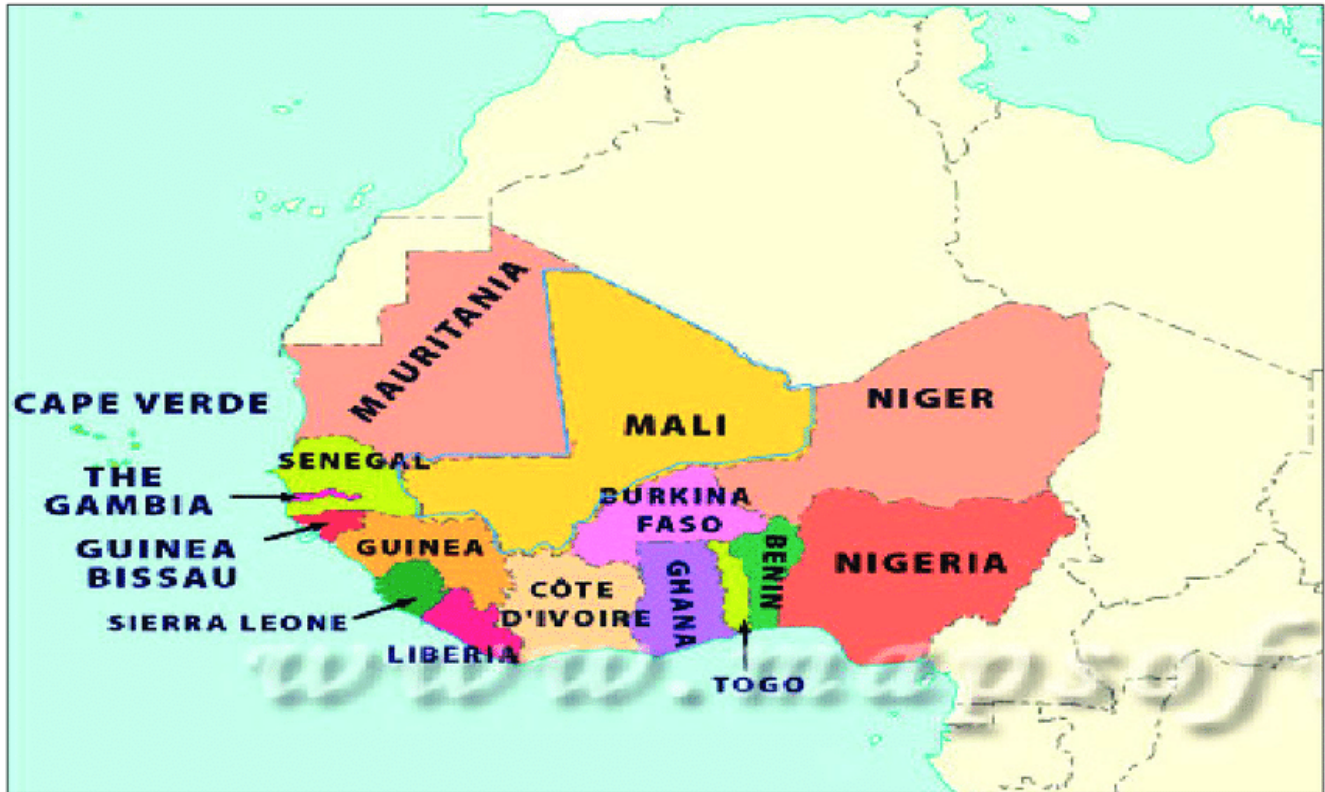 MAURITANIA
CAPE VERDE
NIGER
MALI
SENEGAL
THE
GAMBIA
BURKINA
FASO
GUINEA
BISSAU
GUINEA
BENIN
NIGERIA
GHANA
CÔTE
D'IVOIRE
SIERRA LEONE
LIBERIA
TOGO
www.mapsof